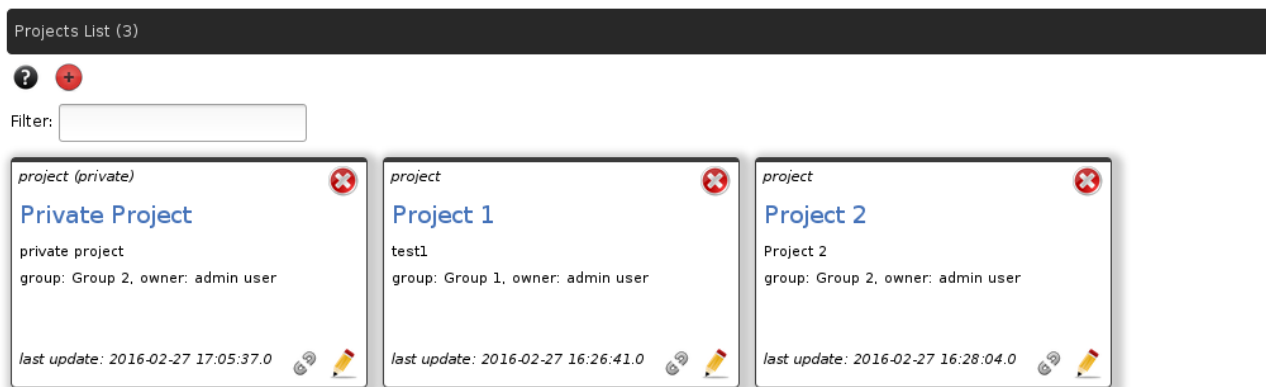 Projects List (3)
Filter:
project (private)
Private Project
private project
group: Group 2, owner: admin user
last update: 2016-02-27 17:05:37.0
project
Project 1
test1
group: Group 1, owner: admin user
last update: 2016-02-27 16:26:41.0
project
Project 2
Project 2
group: Group 2, owner: admin user
last update: 2016-02-27 16:28:04.0